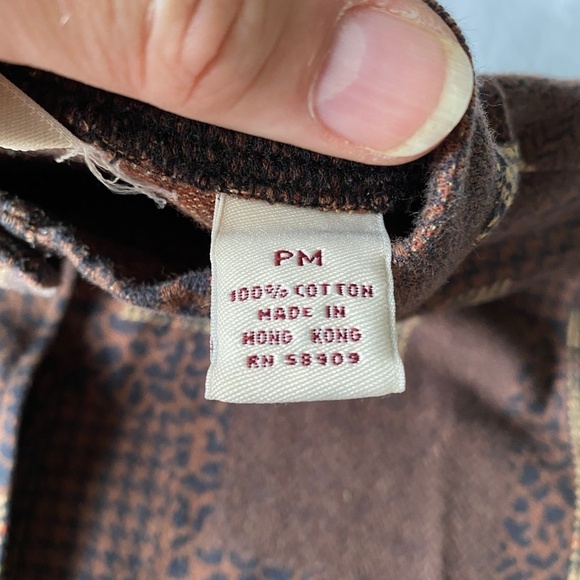 PM
100% COTTON
MADE IN
HONG KONG
RN 58909